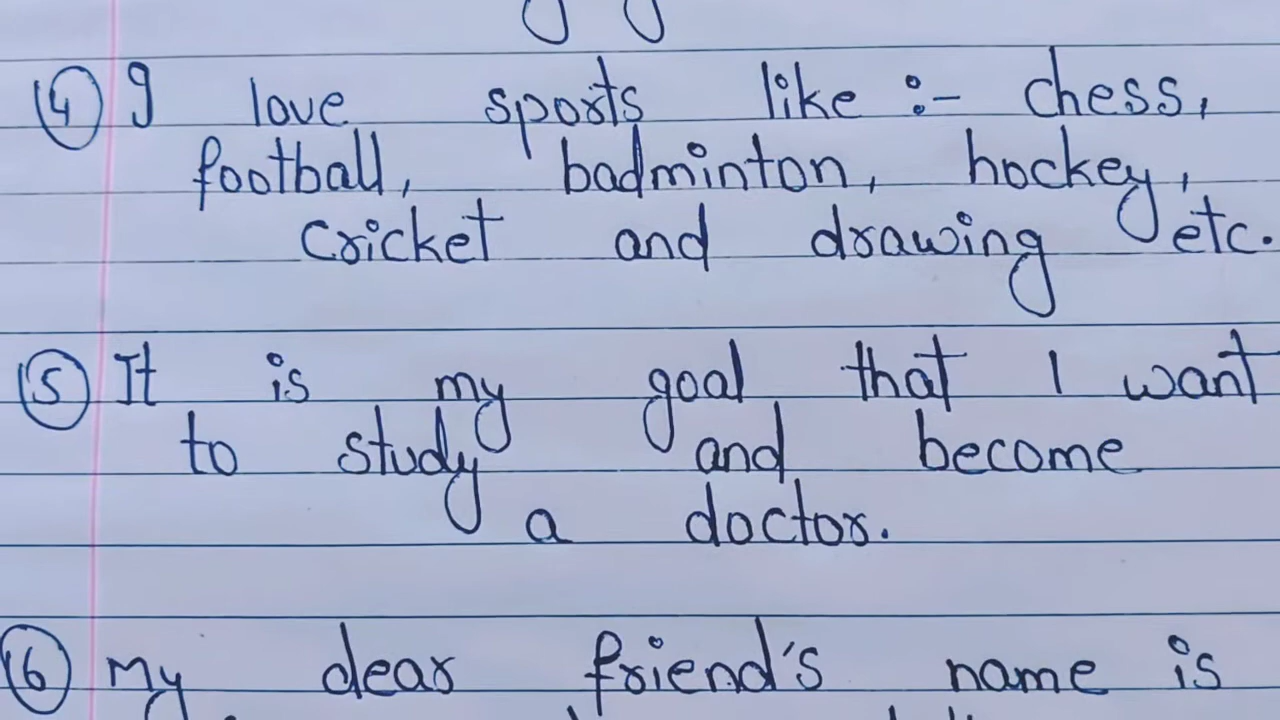 4 I love sports like :- chess,
football, badminton, hockey,
cricket and drawing etc.
5 It is my goal that I want
to study and become
a doctor.
6 My dear friend's name is